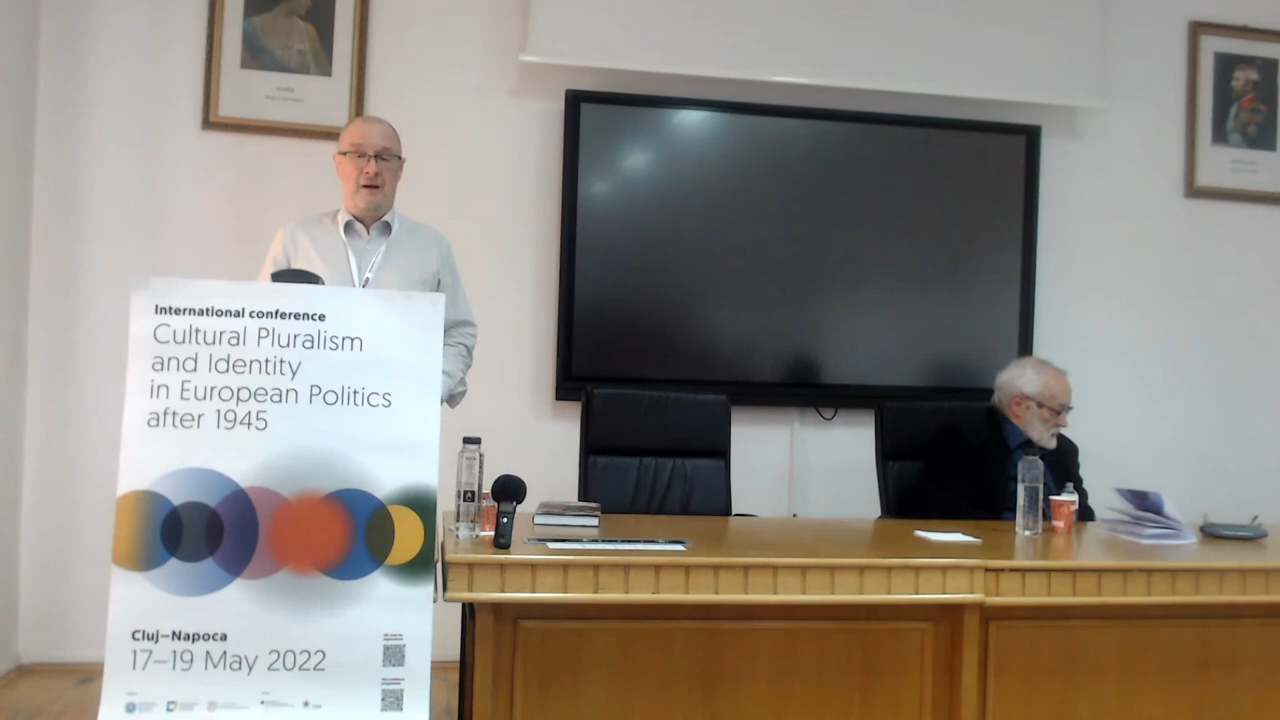 International conference
Cultural Pluralism
and Identity
in European Politics
after 1945
Cluj–Napoca
17–19 May 2022